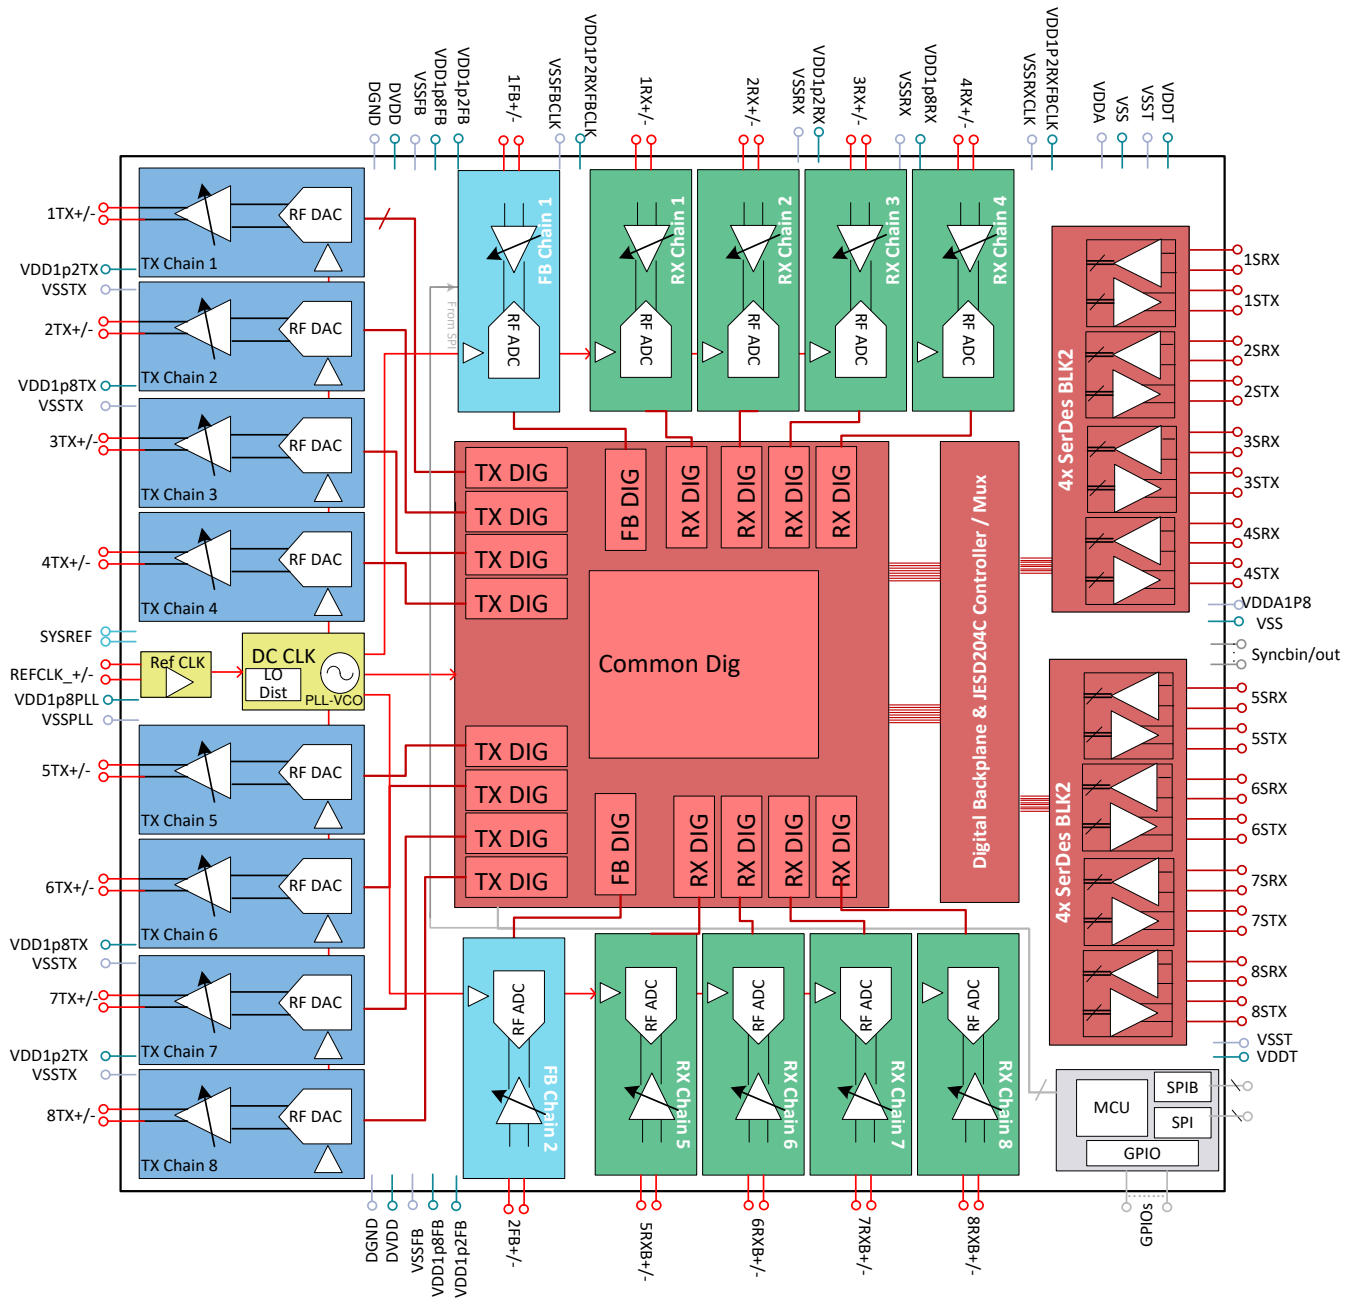 DGND
DVDD
VSSFB
VDD1p8FB
VDD1p2FB
1FB+/-
VSSFBCLK
VDD1P2RXFBCLK
1RX+/-
2RX+/-
VSSRX
VDD1p2RX
3RX+/-
VSSRX
VDD1p8RX
4RX+/-
VSSRXCLK
VDD1P2RXFBCLK
VDDA
VSS
VSST
VDDT
1TX+/-
VDD1p2TX
VSSTX
2TX+/-
VDD1p8TX
VSSTX
3TX+/-
4TX+/-
SYSREF
REFCLK_+/-
VDD1p8PLL
VSSPLL
5TX+/-
6TX+/-
VDD1p8TX
VSSTX
7TX+/-
VDD1p2TX
VSSTX
8TX+/-
RF DAC
TX Chain 1
RF DAC
TX Chain 2
RF DAC
TX Chain 3
RF DAC
TX Chain 4
Ref CLK
DC CLK
LO
Dist
PLL-VCO
RF DAC
TX Chain 5
RF DAC
TX Chain 6
RF DAC
TX Chain 7
RF DAC
TX Chain 8
From SPI
RF ADC
FB Chain 1
RF ADC
RX Chain 1
RF ADC
RX Chain 2
RF ADC
RX Chain 3
RF ADC
RX Chain 4
TX DIG
TX DIG
TX DIG
TX DIG
FB DIG
RX DIG
RX DIG
RX DIG
RX DIG
Common Dig
TX DIG
TX DIG
TX DIG
TX DIG
FB DIG
RX DIG
RX DIG
RX DIG
RX DIG
Digital Backplane & JESD204C Controller / Mux
RF ADC
FB Chain 2
RF ADC
RX Chain 5
RF ADC
RX Chain 6
RF ADC
RX Chain 7
RF ADC
RX Chain 8
4x SerDes BLK2
1SRX
1STX
2SRX
2STX
3SRX
3STX
4SRX
4STX
VDDA1P8
VSS
Syncbin/out
4x SerDes BLK2
5SRX
5STX
6SRX
6STX
7SRX
7STX
8SRX
8STX
VSST
VDDT
MCU
SPIB
SPI
GPIO
GPIOs
DGND
DVDD
VSSFB
VDD1p8FB
VDD1p2FB
2FB+/-
5RXB+/-
6RXB+/-
7RXB+/-
8RXB+/-